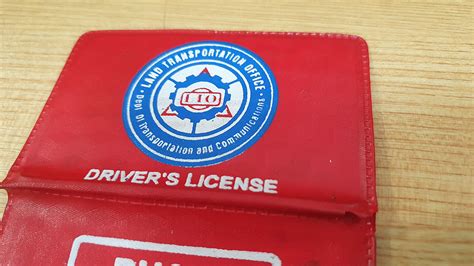 LAND TRANSPORTATION OFFICE
LTO
Dept. Of Transportation and Communications
DRIVER'S LICENSE